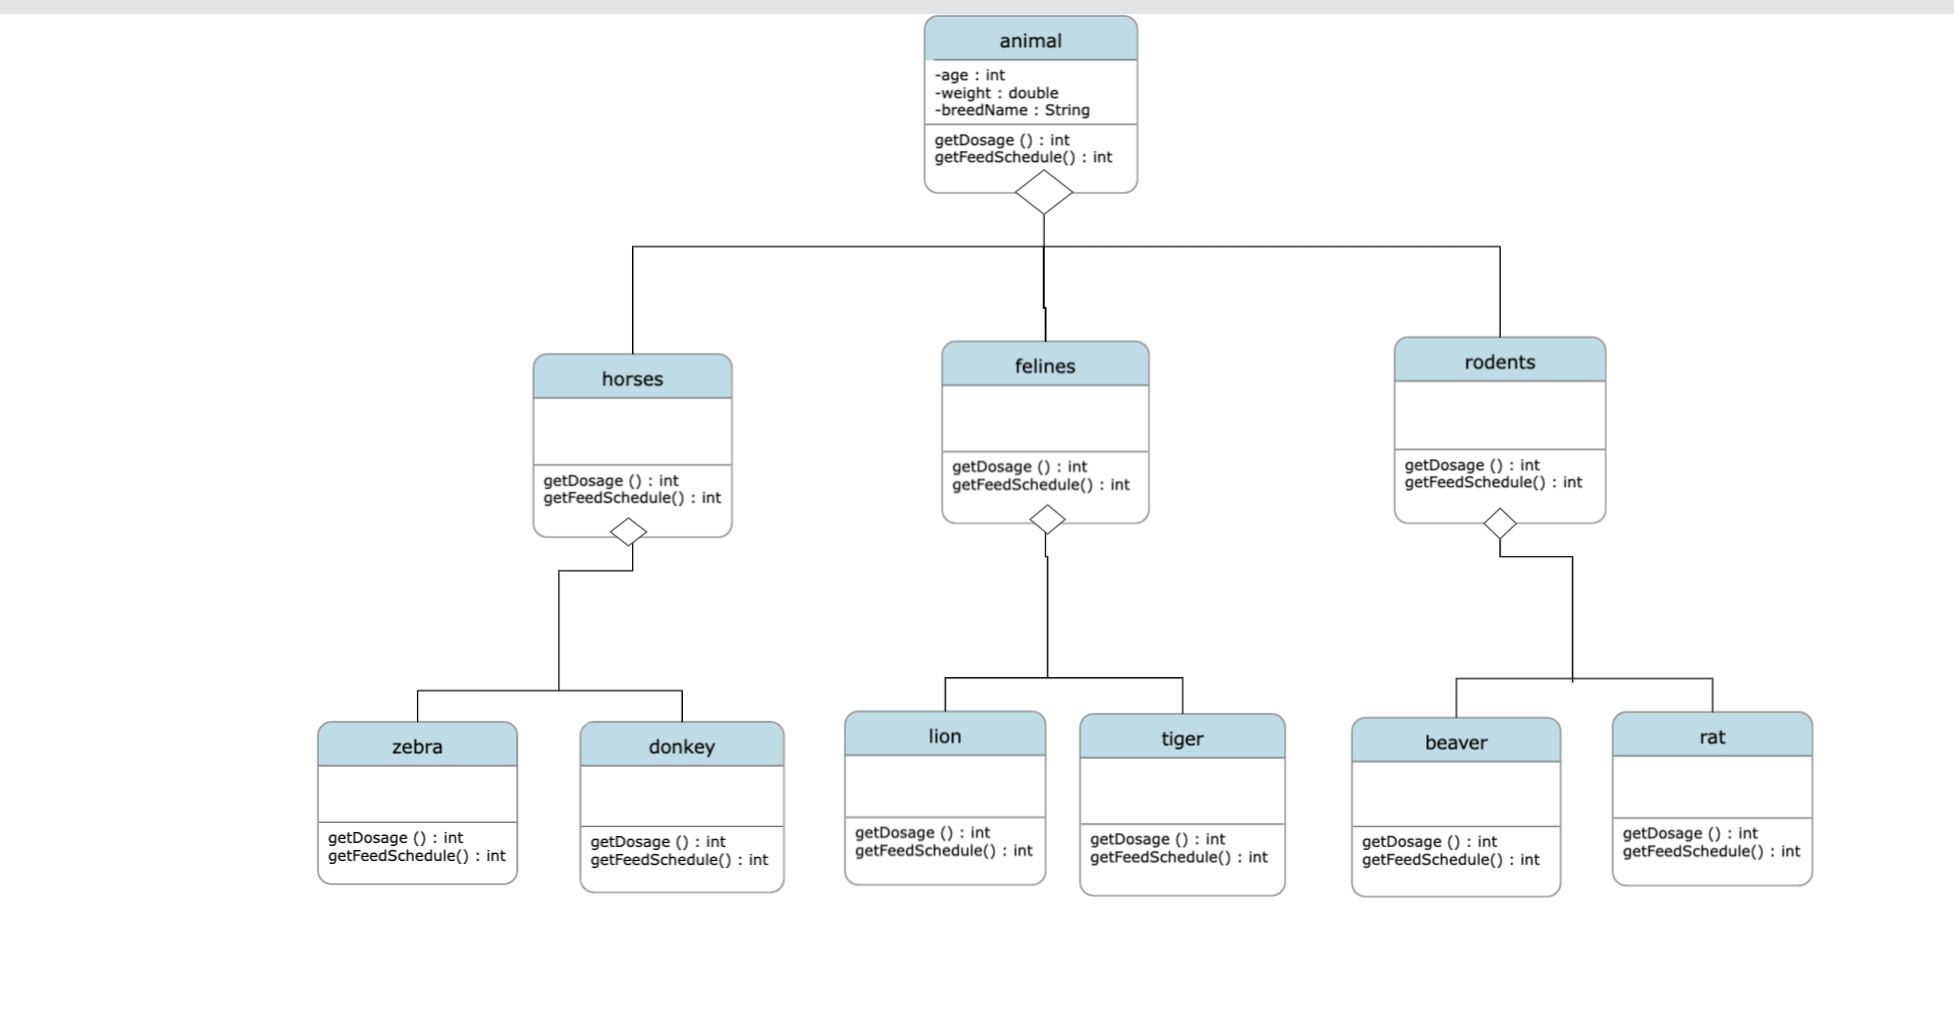 animal
-age : int
-weight : double
-breedName : String
getDosage () : int
getFeedSchedule() : int
horses
getDosage () : int
getFeedSchedule() : int
felines
getDosage () : int
getFeedSchedule() : int
rodents
getDosage () : int
getFeedSchedule() : int
zebra
getDosage () : int
getFeedSchedule() : int
donkey
getDosage () : int
getFeedSchedule() : int
lion
getDosage () : int
getFeedSchedule() : int
tiger
getDosage () : int
getFeedSchedule() : int
beaver
getDosage () : int
getFeedSchedule() : int
rat
getDosage () : int
getFeedSchedule() : int